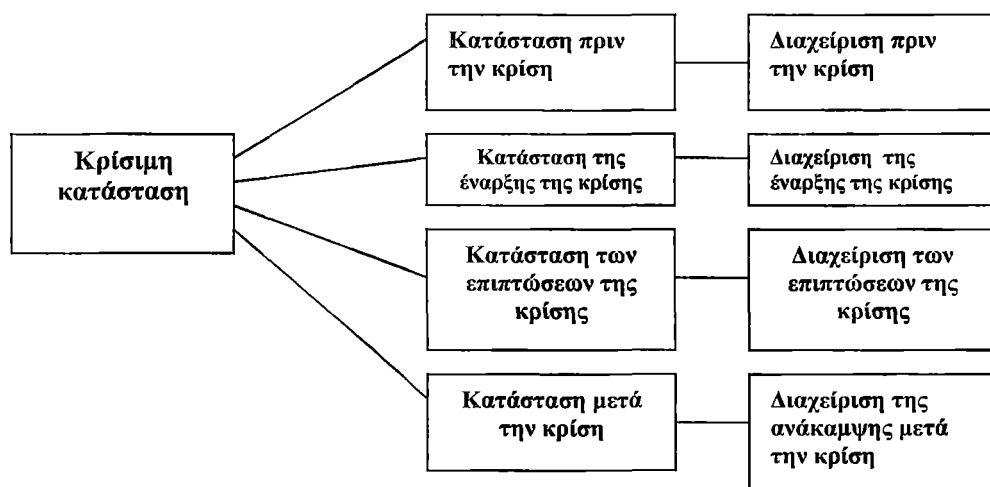 Κρίσιμη
κατάσταση
Κατάσταση πριν
την κρίση
Διαχείριση πριν
την κρίση
Κατάσταση της
έναρξης της κρίσης
Διαχείριση της
έναρξης της κρίσης
Κατάσταση των
επιπτώσεων της
κρίσης
Διαχείριση των
επιπτώσεων της
κρίσης
Κατάσταση μετά
την κρίση
Διαχείριση της
ανάκαμψης μετά
την κρίση